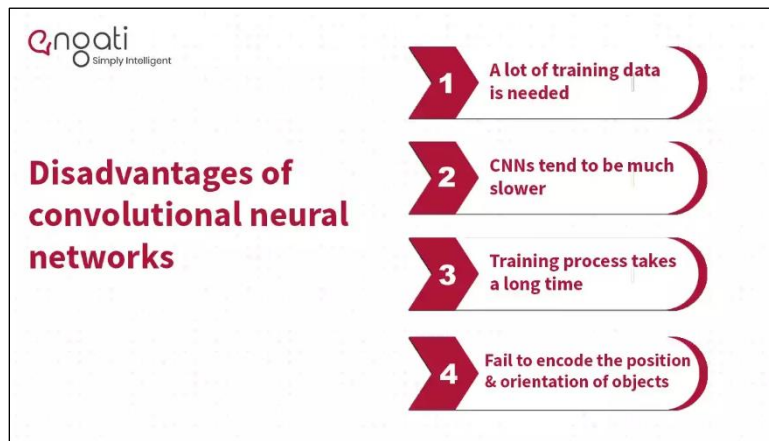 engati
Simply Intelligent
Disadvantages of
convolutional neural
networks
1
A lot of training data
is needed
2
CNNs tend to be much
slower
3
Training process takes
a long time
4
Fail to encode the position
& orientation of objects